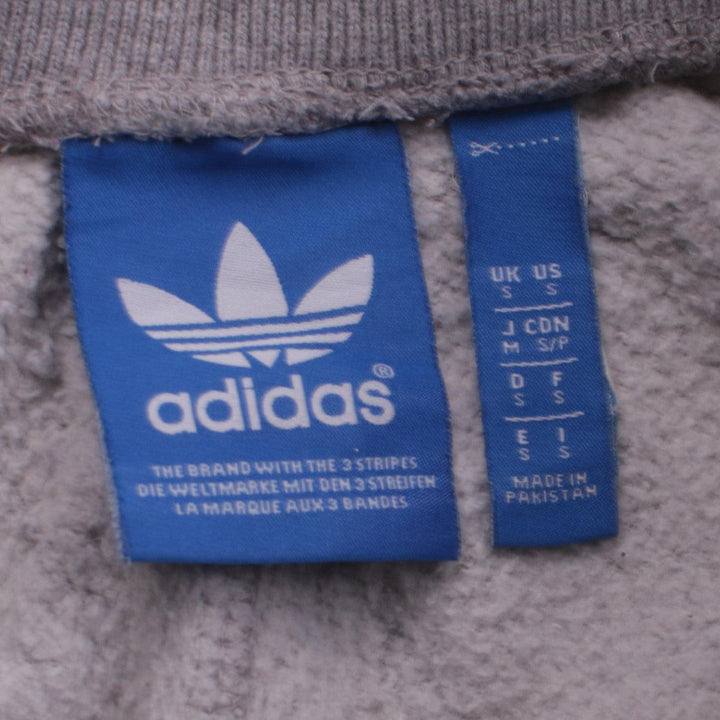 adidas®
THE BRAND WITH THE 3 STRIPES
DIE WELTMARKE MIT DEN 3 STREIFEN
LA MARQUE AUX 3 BANDES
UK US
S S
J CDN
M S/P
D F
S S
E I
S S
MADE IN
PAKISTAN